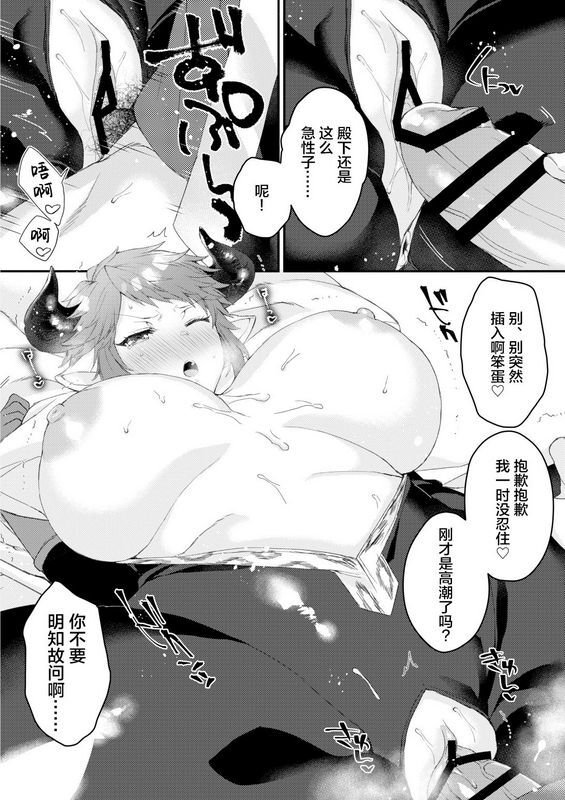 殿下还是
这么
急性子……
呢！
唔啊♡
啊♡
别、别突然
插入啊笨蛋♡
抱歉抱歉
我一时没忍住♡
刚才是高潮了吗？
你不要
明知故问啊……